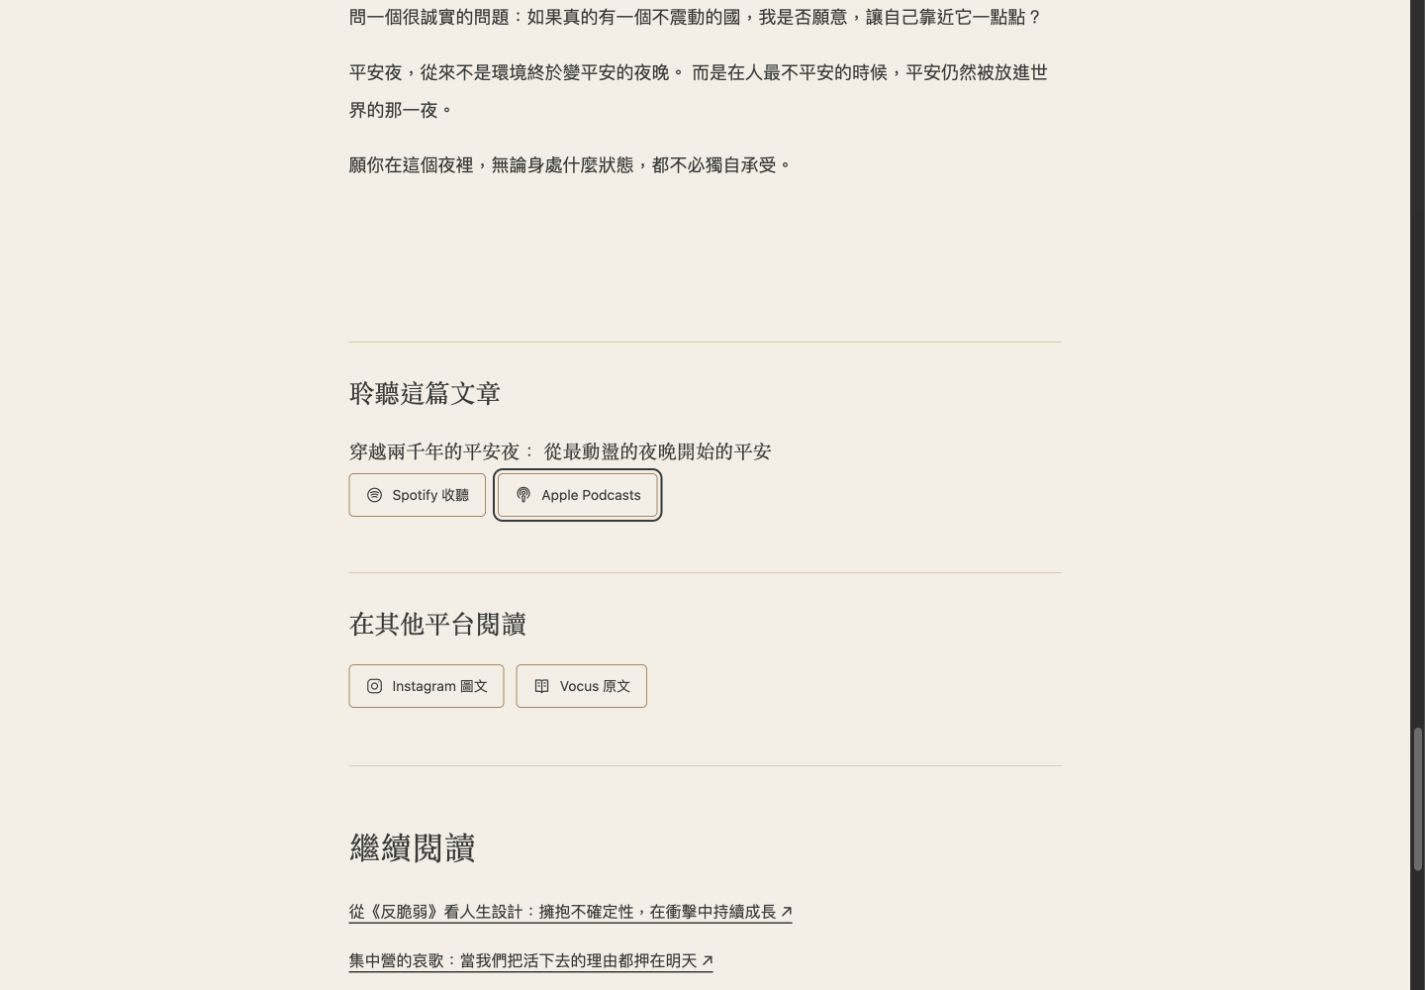 問一個很誠實的問題：如果真的有一個不震動的國，我是否願意，讓自己靠近它一點點？
平安夜，從來不是環境終於變平安的夜晚。 而是在人最不平安的時候，平安仍然被放進世
界的那一夜。
願你在這個夜裡，無論身處什麼狀態，都不必獨自承受。
聆聽這篇文章
穿越兩千年的平安夜： 從最動盪的夜晚開始的平安
Spotify 收聽
Apple Podcasts
在其他平台閱讀
Instagram 圖文
Vocus 原文
繼續閱讀
從《反脆弱》看人生設計：擁抱不確定性，在衝擊中持續成長 ↗
集中營的哀歌：當我們把活下去的理由都押在明天 ↗